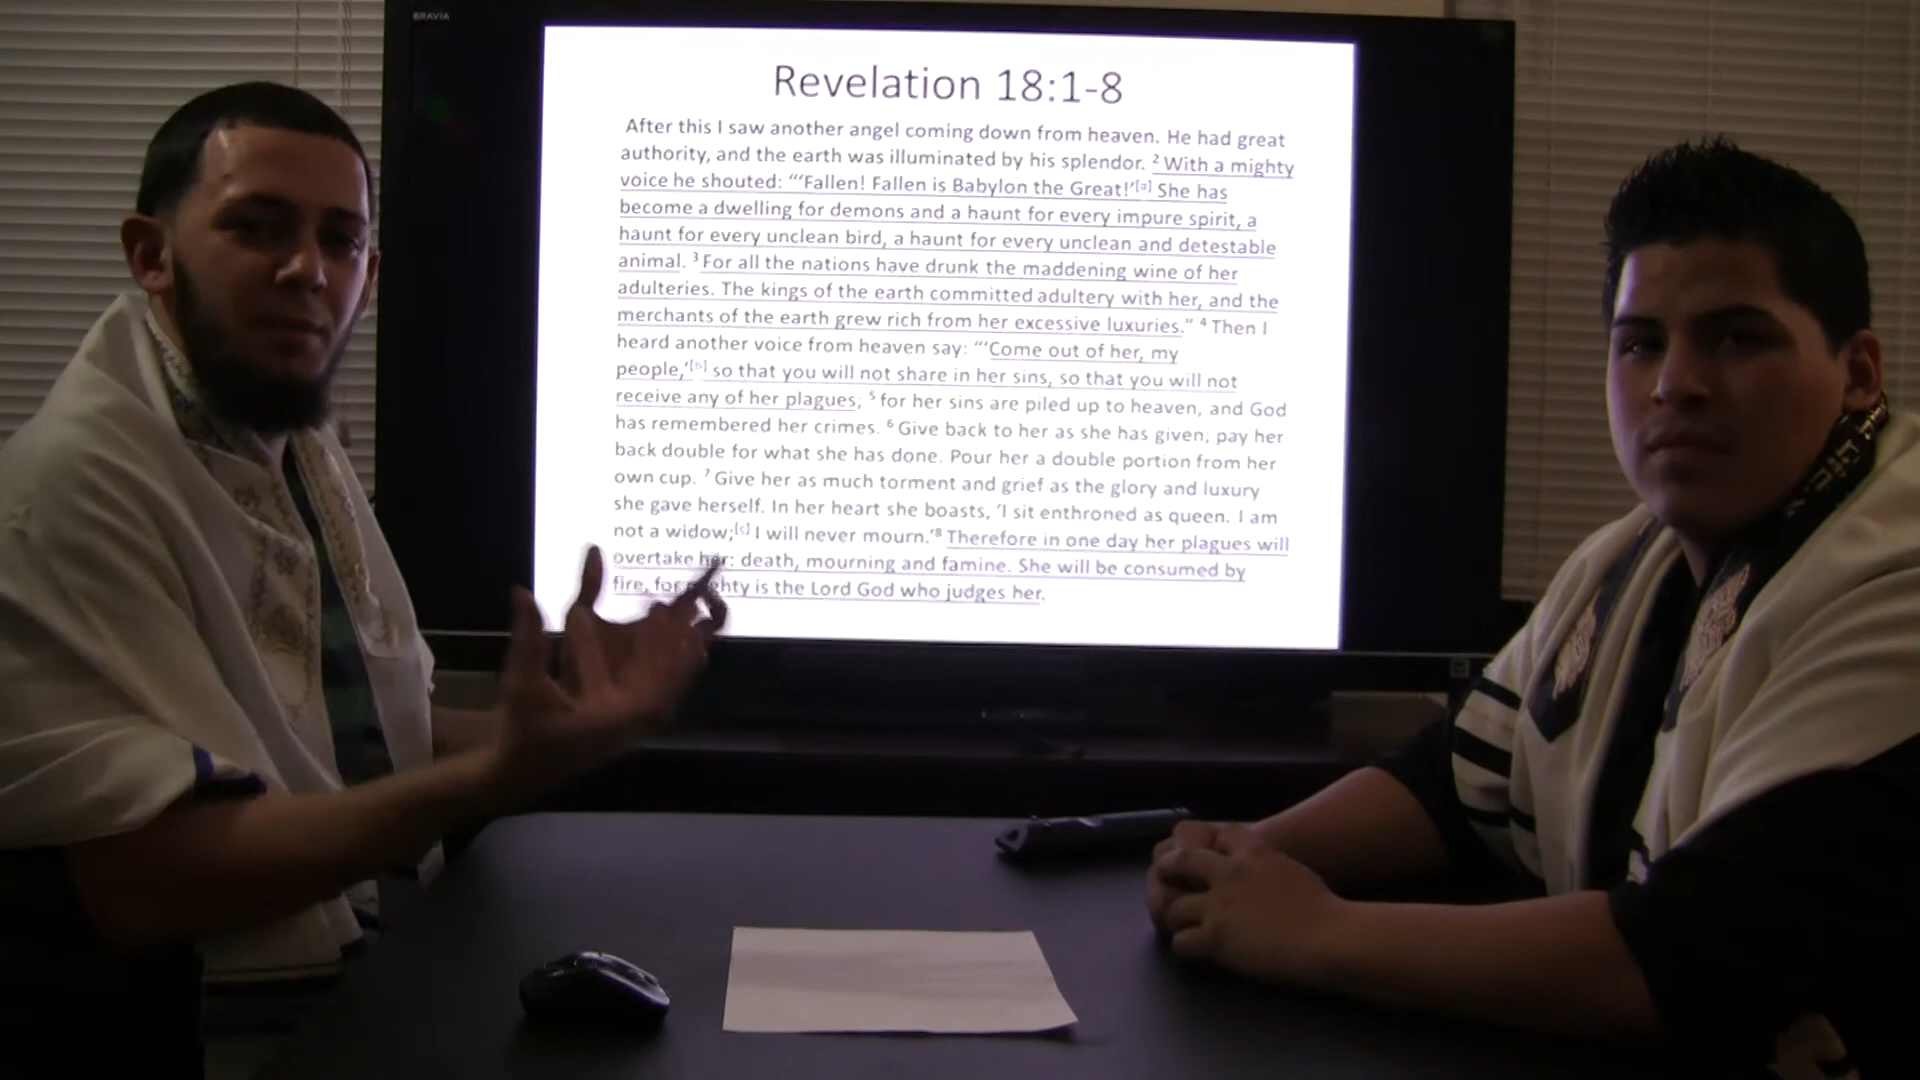 BRAVIA
Revelation 18:1-8
After this I saw another angel coming down from heaven. He had great
authority, and the earth was illuminated by his splendor. ² With a mighty
voice he shouted: “‘Fallen! Fallen is Babylon the Great!’[a] She has
become a dwelling for demons and a haunt for every impure spirit, a
haunt for every unclean bird, a haunt for every unclean and detestable
animal. ³ For all the nations have drunk the maddening wine of her
adulteries. The kings of the earth committed adultery with her, and the
merchants of the earth grew rich from her excessive luxuries.” ⁴ Then I
heard another voice from heaven say: “‘Come out of her, my
people,’[b] so that you will not share in her sins, so that you will not
receive any of her plagues; ⁵ for her sins are piled up to heaven, and God
has remembered her crimes. ⁶ Give back to her as she has given; pay her
back double for what she has done. Pour her a double portion from her
own cup. ⁷ Give her as much torment and grief as the glory and luxury
she gave herself. In her heart she boasts, ‘I sit enthroned as queen. I am
not a widow;[c] I will never mourn.’⁸ Therefore in one day her plagues will
overtake her: death, mourning and famine. She will be consumed by
fire, for mighty is the Lord God who judges her.